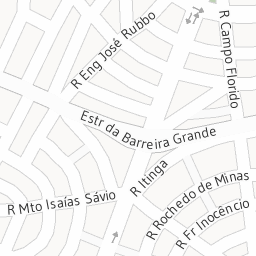 R Eng José Rubbo
R Campo Florido
Estr da Barreira Grande
R Itinga
R Mto Isaías Sávio
R Rochedo de Minas
R Fr Inocêncio